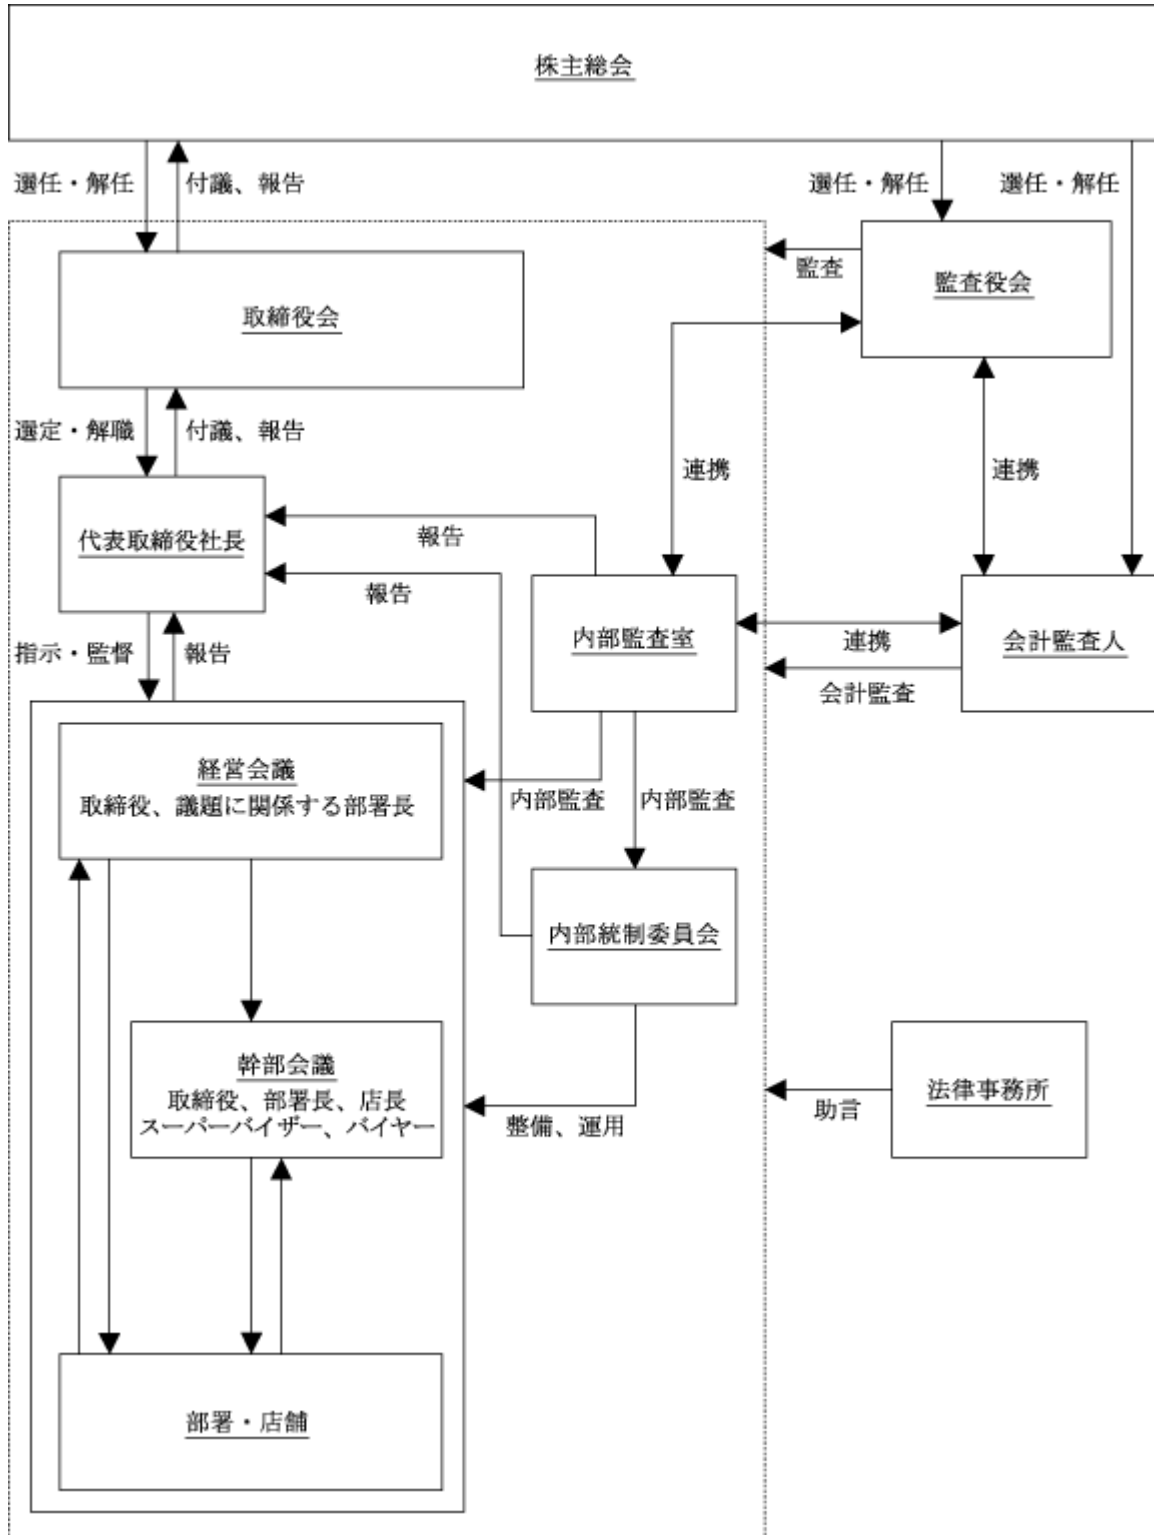 株主総会
選任・解任
付議、報告
選任・解任
選任・解任
取締役会
監査
監査役会
選定・解職
付議、報告
連携
連携
代表取締役社長
報告
報告
指示・監督
報告
内部監査室
連携
会計監査
会計監査人
経営会議
取締役、議題に関係する部署長
内部監査
内部監査
内部統制委員会
幹部会議
取締役、部署長、店長
スーパーバイザー、バイヤー
整備、運用
助言
法律事務所
部署・店舗